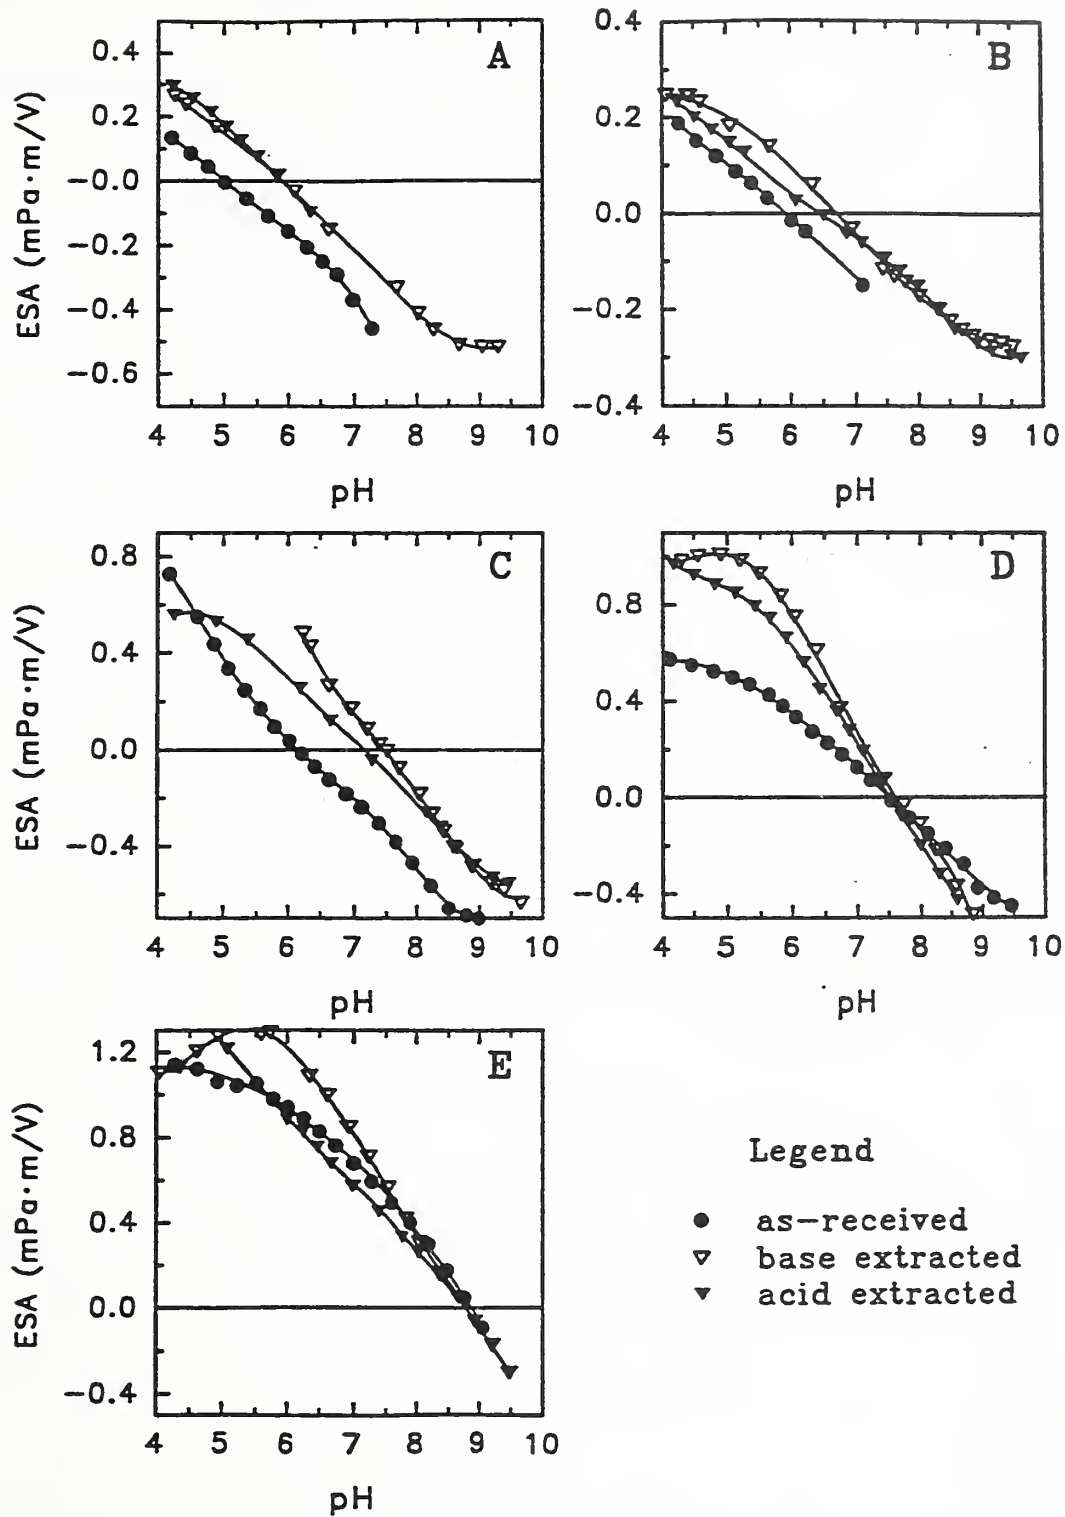 A
ESA (mPa·m/V)
0.4
0.2
-0.0
-0.2
-0.4
-0.6
4 5 6 7 8 9 10
pH
B
0.4
0.2
0.0
-0.2
-0.4
4 5 6 7 8 9 10
pH
C
ESA (mPa·m/V)
0.8
0.4
0.0
-0.4
4 5 6 7 8 9 10
pH
D
0.8
0.4
0.0
-0.4
4 5 6 7 8 9 10
pH
E
ESA (mPa·m/V)
1.2
0.8
0.4
0.0
-0.4
4 5 6 7 8 9 10
pH
Legend
as-received
base extracted
acid extracted